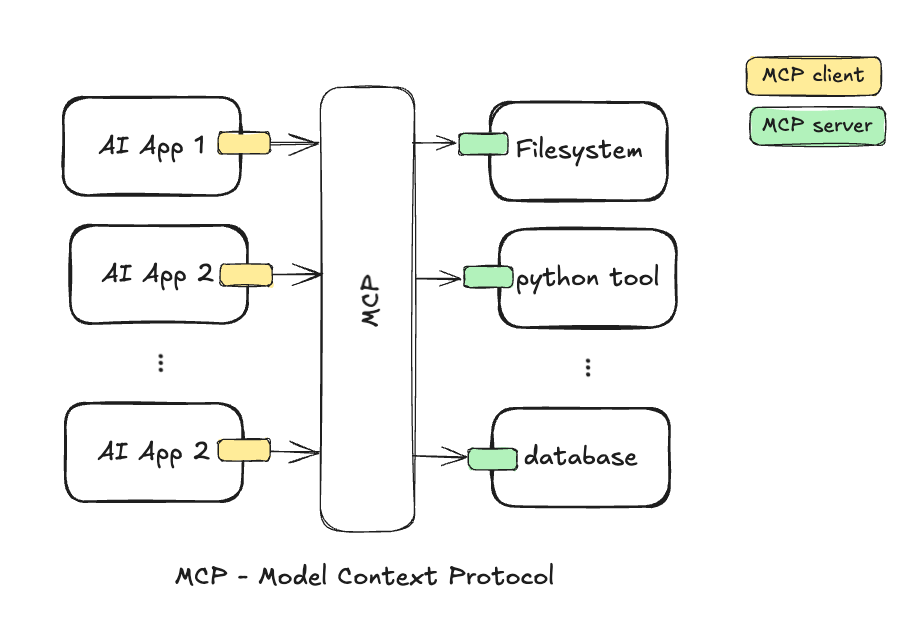 MCP client
MCP server
AI App 1
Filesystem
AI App 2
python tool
MCP
...
...
AI App 2
database
MCP - Model Context Protocol